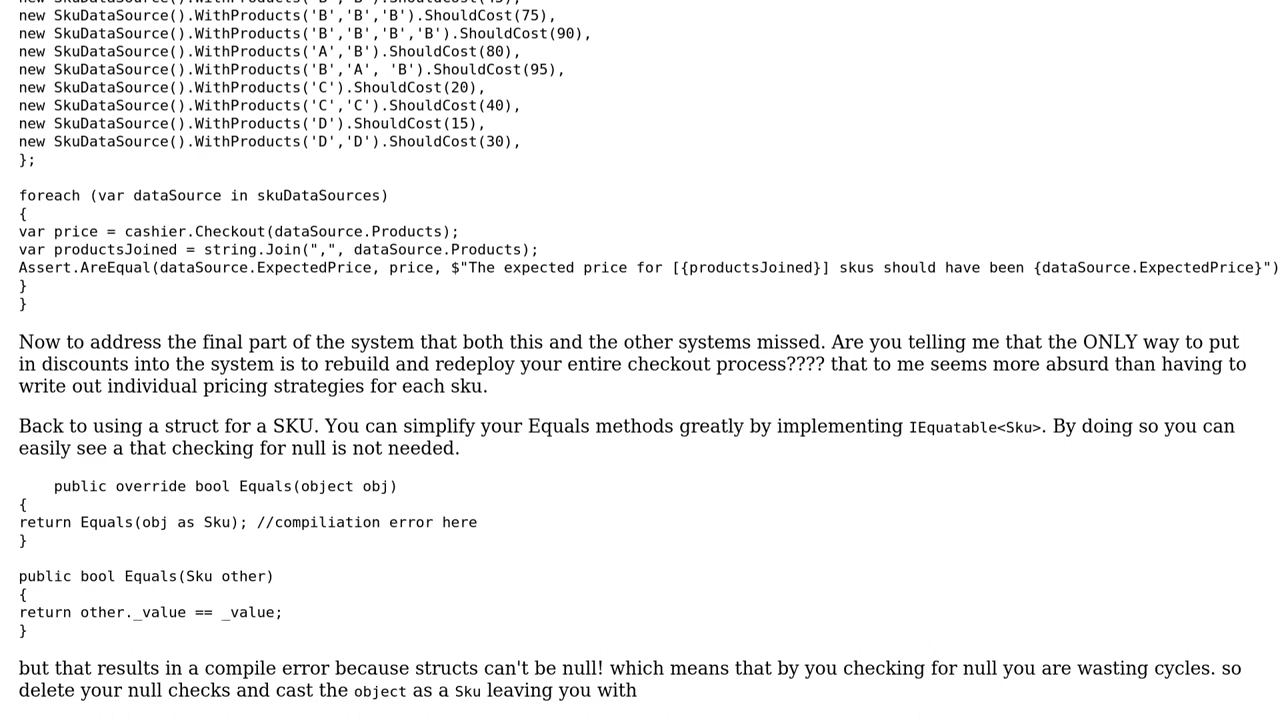 new SkuDataSource().WithProducts('B','B').ShouldCost(45),
new SkuDataSource().WithProducts('B','B','B').ShouldCost(75),
new SkuDataSource().WithProducts('B','B','B','B').ShouldCost(90),
new SkuDataSource().WithProducts('A','B').ShouldCost(80),
new SkuDataSource().WithProducts('B','A', 'B').ShouldCost(95),
new SkuDataSource().WithProducts('C').ShouldCost(20),
new SkuDataSource().WithProducts('C','C').ShouldCost(40),
new SkuDataSource().WithProducts('D').ShouldCost(15),
new SkuDataSource().WithProducts('D','D').ShouldCost(30),
};
foreach (var dataSource in skuDataSources)
{
var price = cashier.Checkout(dataSource.Products);
var productsJoined = string.Join(",", dataSource.Products);
Assert.AreEqual(dataSource.ExpectedPrice, price, $"The expected price for [{productsJoined}] skus should have been {dataSource.ExpectedPrice}")
}
}
Now to address the final part of the system that both this and the other systems missed. Are you telling me that the ONLY way to put
in discounts into the system is to rebuild and redeploy your entire checkout process???? that to me seems more absurd than having to
write out individual pricing strategies for each sku.
Back to using a struct for a SKU. You can simplify your Equals methods greatly by implementing IEquatable<Sku>. By doing so you can
easily see a that checking for null is not needed.
public override bool Equals(object obj)
{
return Equals(obj as Sku); //compiliation error here
}
public bool Equals(Sku other)
{
return other._value == _value;
}
but that results in a compile error because structs can't be null! which means that by you checking for null you are wasting cycles. so
delete your null checks and cast the object as a Sku leaving you with